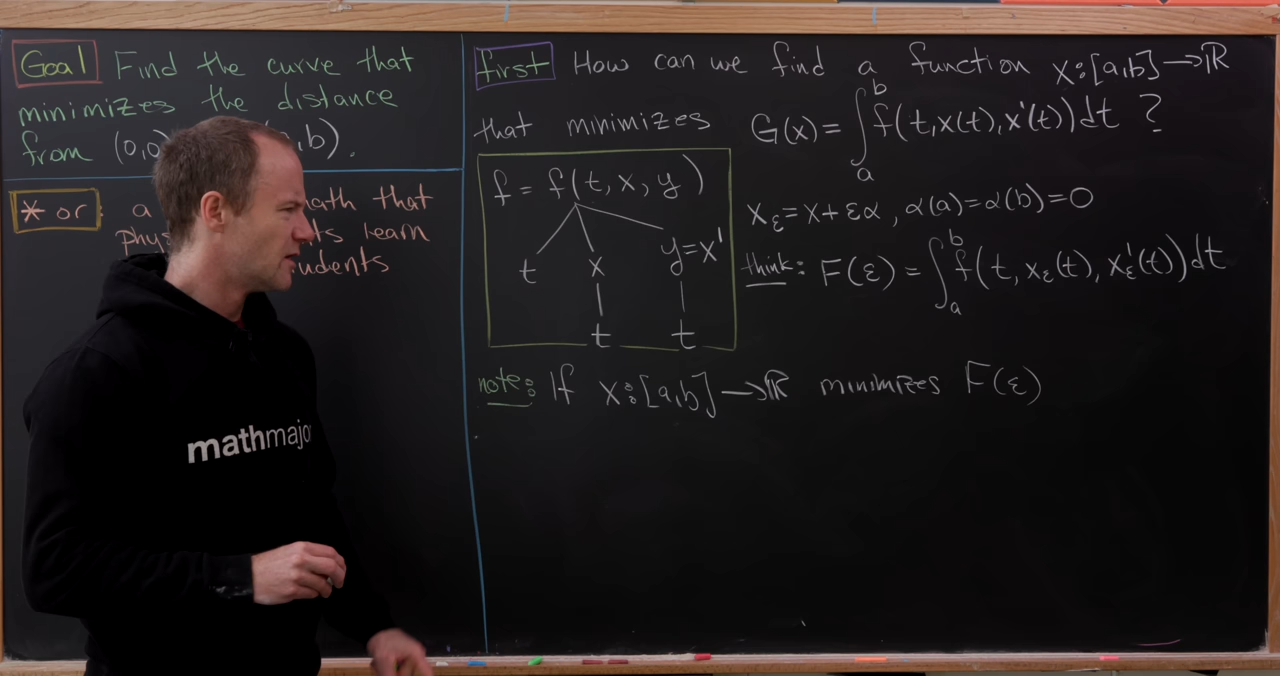 Goal Find the curve that
minimizes the distance
from (0,0) ,b).
* or: a math that
phys ts learn
udents
first How can we find a function x:[a,b]→ℝ
that minimizes G(x)=∫_a^b f(t,x(t),x'(t))dt ?
f = f(t,x,y)
t x y=x'
t t
x_ε=x+εα, α(a)=α(b)=0
think: F(ε)=∫_a^b f(t,x_ε(t),x_ε'(t))dt
note: If x:[a,b]→ℝ minimizes F(ε)
mathmajor